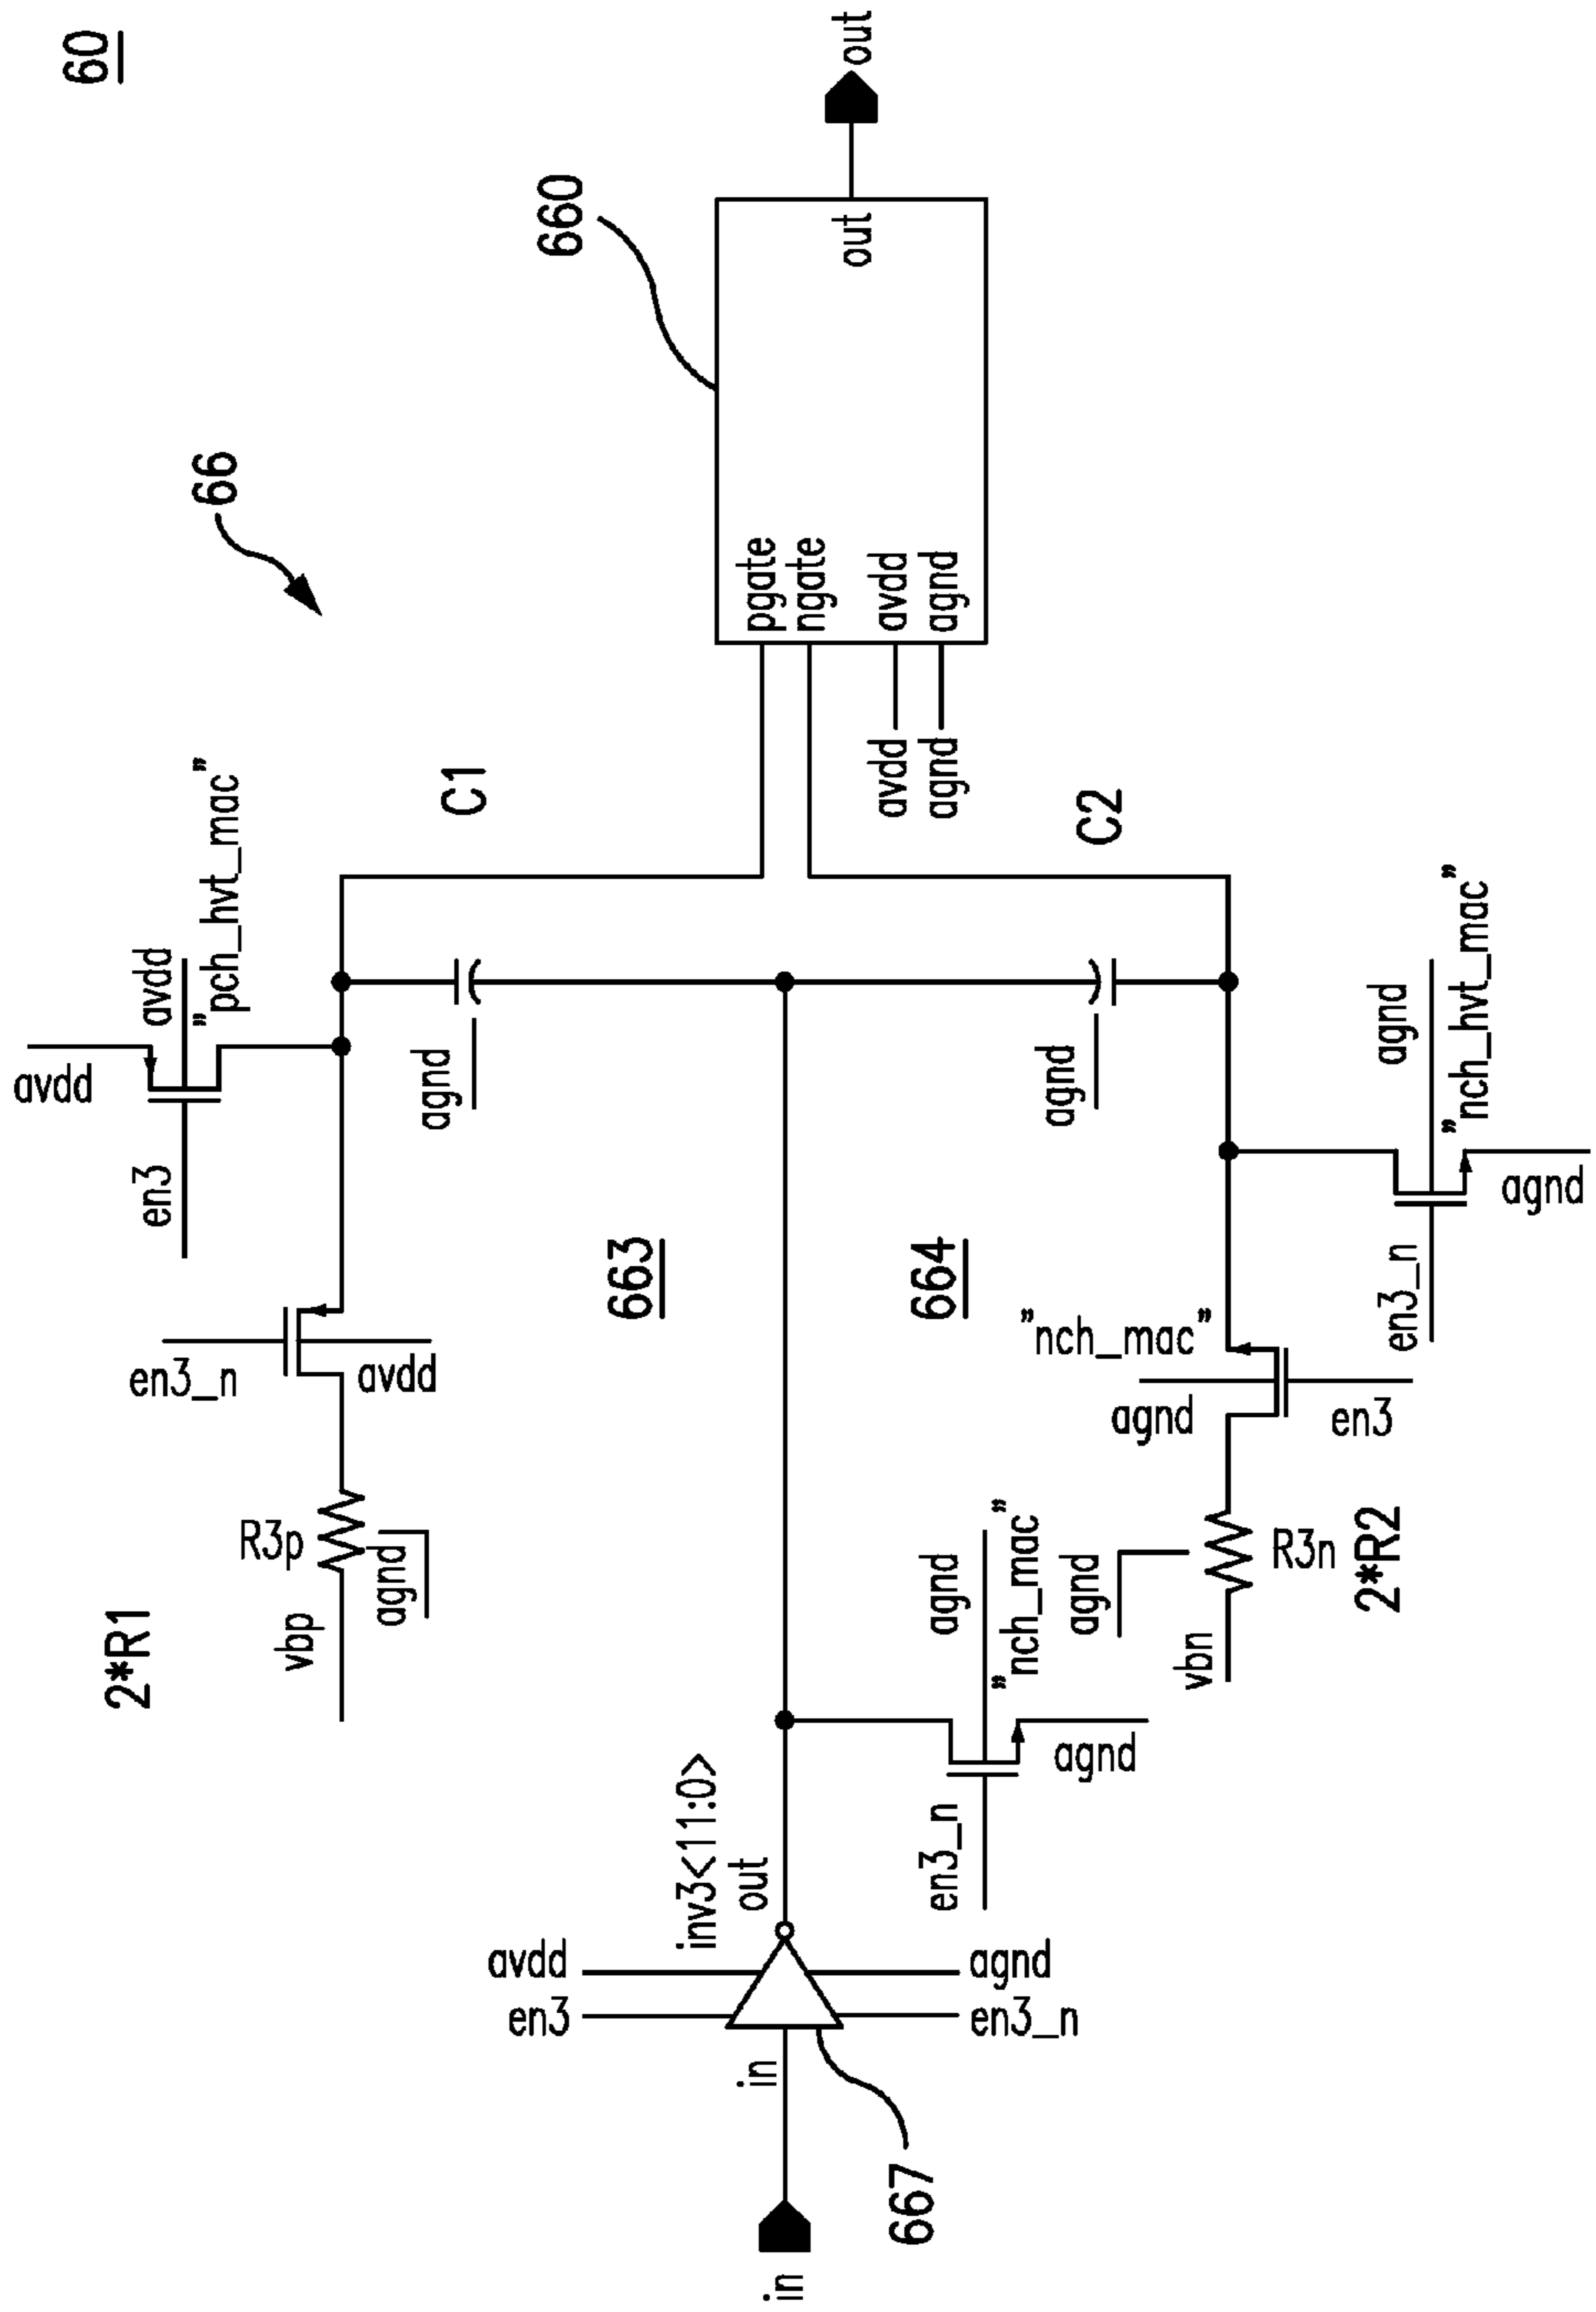 60
66
660
out
out
avdd
avdd
"pch_hvt_mac"
en3
C1
pgate
ngate
avdd
agnd
avdd
agnd
C2
agnd
agnd
agnd
"nch_hvt_mac"
en3_n
agnd
en3_n
avdd
663
664
"nch_mac"
agnd
en3
2*R1
R3p
vbp
agnd
agnd
"nch_mac"
en3_n
agnd
agnd
R3n
vbn
2*R2
inv3<11:0>
out
avdd
en3
agnd
en3_n
in
in
667